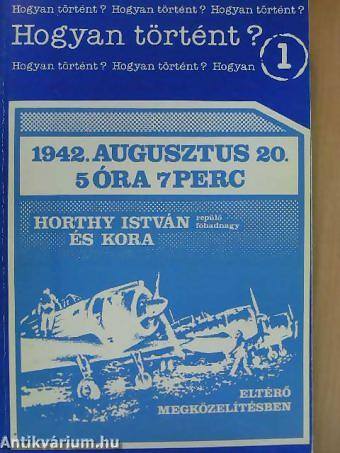 Hogyan történt? Hogyan történt? Hogyan történt?
Hogyan történt?
1
Hogyan történt? Hogyan történt? Hogyan
1942. AUGUSZTUS 20.
5 ÓRA 7 PERC
HORTHY ISTVÁN repülő főhadnagy
ÉS KORA
ELTÉRŐ
MEGKÖZELÍTÉSBEN
Antikvárium.hu